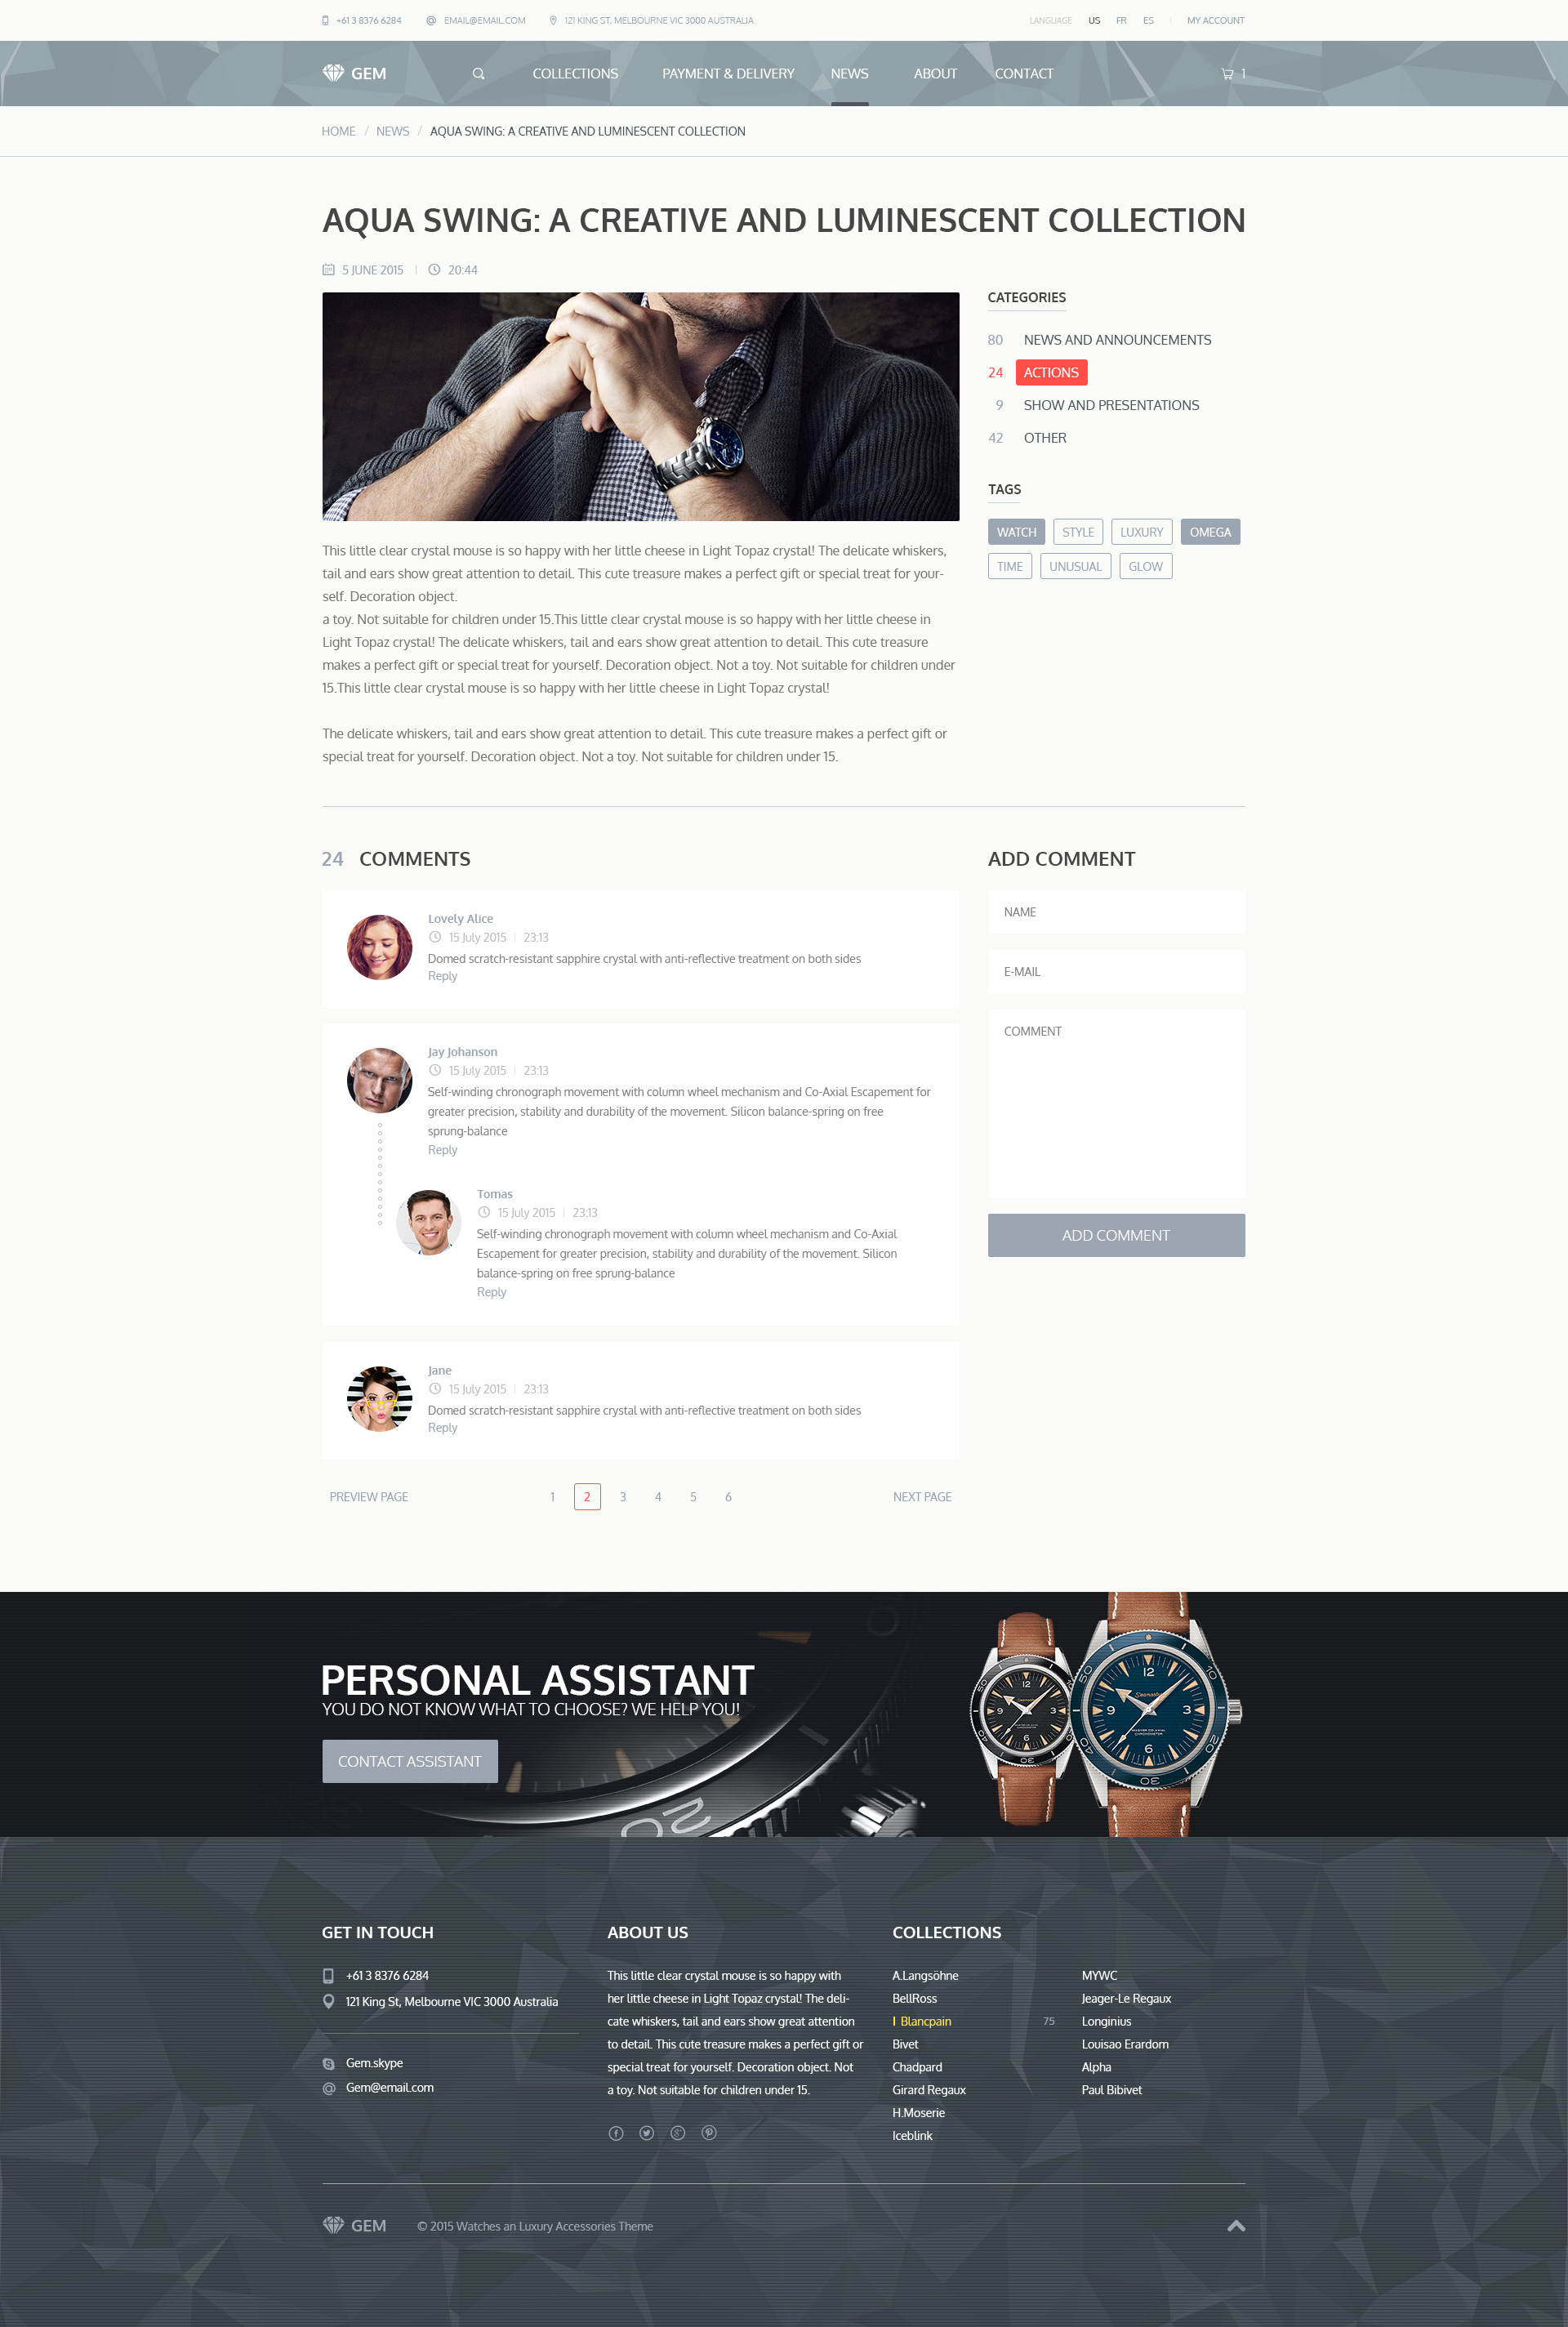 +61 3 8376 6284 EMAIL@EMAIL.COM 121 KING ST, MELBOURNE VIC 3000 AUSTRALIA LANGUAGE US FR ES MY ACCOUNT
GEM COLLECTIONS PAYMENT & DELIVERY NEWS ABOUT CONTACT 1
HOME / NEWS / AQUA SWING: A CREATIVE AND LUMINESCENT COLLECTION
AQUA SWING: A CREATIVE AND LUMINESCENT COLLECTION
5 JUNE 2015 | 20:44
This little clear crystal mouse is so happy with her little cheese in Light Topaz crystal! The delicate whiskers,
tail and ears show great attention to detail. This cute treasure makes a perfect gift or special treat for your-
self. Decoration object.
a toy. Not suitable for children under 15.This little clear crystal mouse is so happy with her little cheese in
Light Topaz crystal! The delicate whiskers, tail and ears show great attention to detail. This cute treasure
makes a perfect gift or special treat for yourself. Decoration object. Not a toy. Not suitable for children under
15.This little clear crystal mouse is so happy with her little cheese in Light Topaz crystal!
The delicate whiskers, tail and ears show great attention to detail. This cute treasure makes a perfect gift or
special treat for yourself. Decoration object. Not a toy. Not suitable for children under 15.
CATEGORIES
80 NEWS AND ANNOUNCEMENTS
24 ACTIONS
9 SHOW AND PRESENTATIONS
42 OTHER
TAGS
WATCH STYLE LUXURY OMEGA
TIME UNUSUAL GLOW
24 COMMENTS
Lovely Alice
15 July 2015 | 23:13
Domed scratch-resistant sapphire crystal with anti-reflective treatment on both sides
Reply
Jay Johanson
15 July 2015 | 23:13
Self-winding chronograph movement with column wheel mechanism and Co-Axial Escapement for
greater precision, stability and durability of the movement. Silicon balance-spring on free
sprung-balance
Reply
Tomas
15 July 2015 | 23:13
Self-winding chronograph movement with column wheel mechanism and Co-Axial
Escapement for greater precision, stability and durability of the movement. Silicon
balance-spring on free sprung-balance
Reply
Jane
15 July 2015 | 23:13
Domed scratch-resistant sapphire crystal with anti-reflective treatment on both sides
Reply
PREVIEW PAGE 1 2 3 4 5 6 NEXT PAGE
ADD COMMENT
NAME
E-MAIL
COMMENT
ADD COMMENT
PERSONAL ASSISTANT
YOU DO NOT KNOW WHAT TO CHOOSE? WE HELP YOU!
CONTACT ASSISTANT
GET IN TOUCH
+61 3 8376 6284
121 King St, Melbourne VIC 3000 Australia
Gem.skype
Gem@email.com
ABOUT US
This little clear crystal mouse is so happy with
her little cheese in Light Topaz crystal! The deli-
cate whiskers, tail and ears show great attention
to detail. This cute treasure makes a perfect gift or
special treat for yourself. Decoration object. Not
a toy. Not suitable for children under 15.
COLLECTIONS
A.Langsöhne
BellRoss
Blancpain 75
Bivet
Chadpard
Girard Regaux
H.Moserie
Iceblink
MYWC
Jeager-Le Regaux
Longinius
Louisao Erardom
Alpha
Paul Bibivet
GEM © 2015 Watches an Luxury Accessories Theme